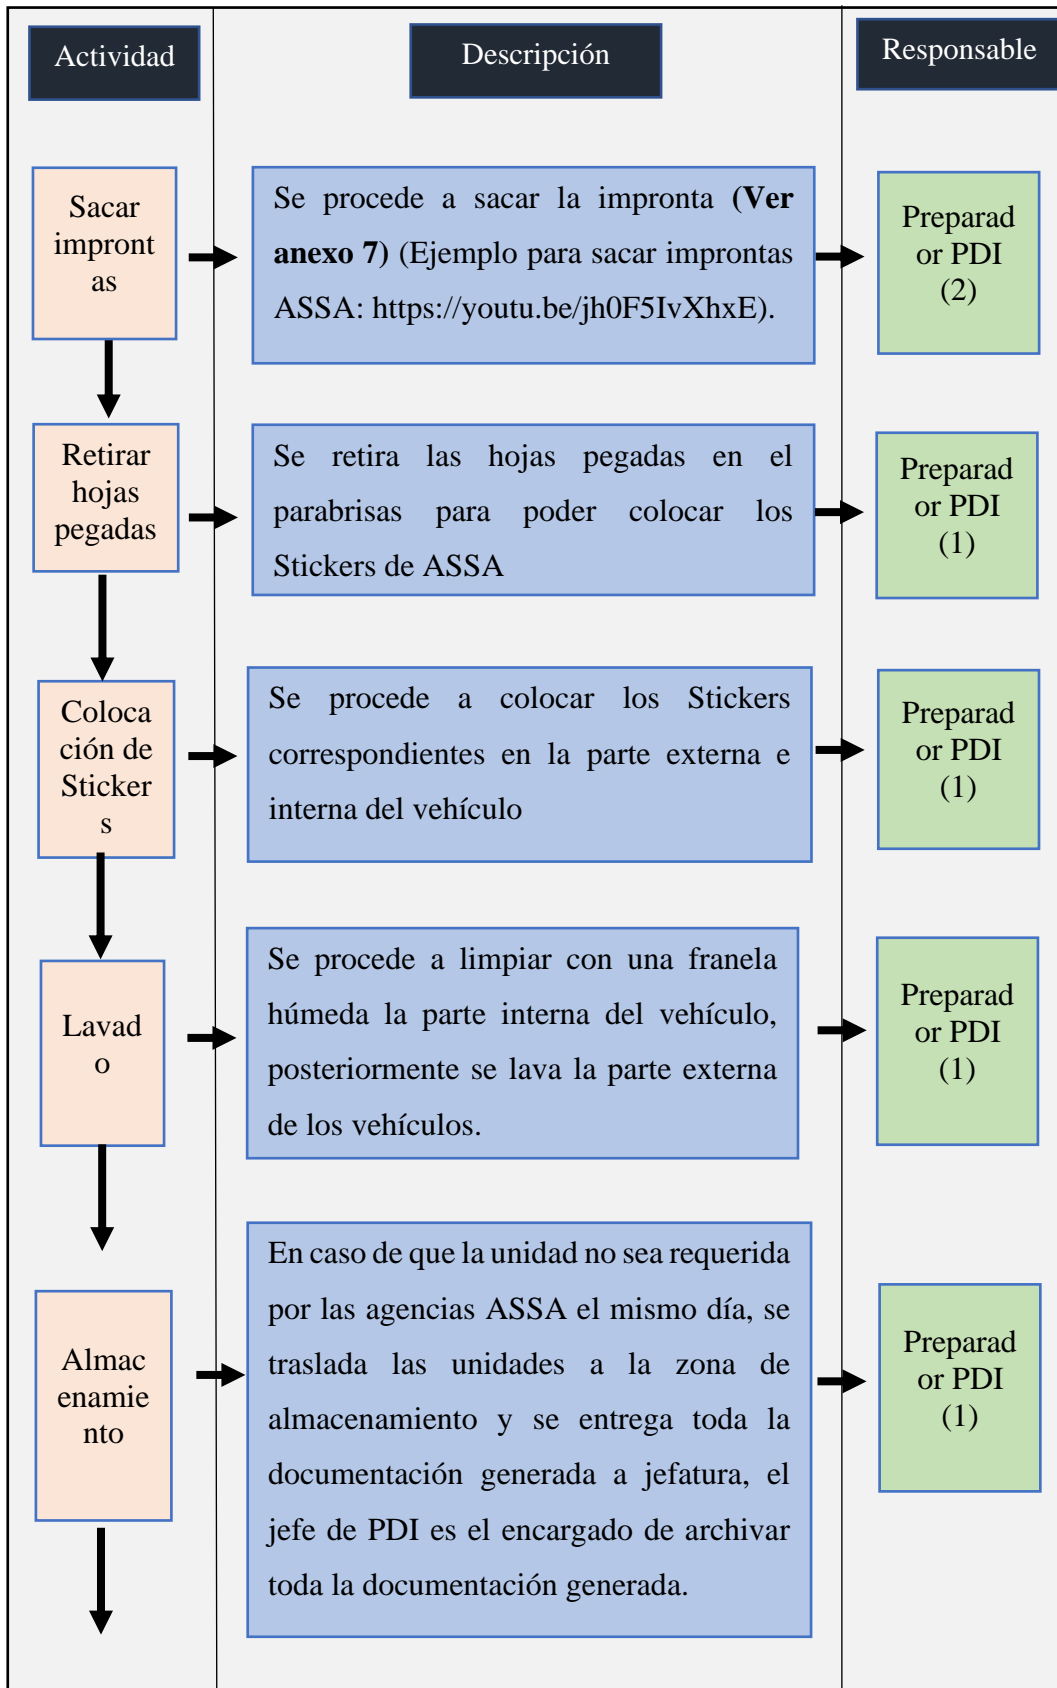 Actividad
Descripción
Responsable
Sacar
impront
as
Se procede a sacar la impronta (Ver
anexo 7) (Ejemplo para sacar improntas
ASSA: https://youtu.be/jh0F5IvXhxE).
Preparad
or PDI
(2)
Retirar
hojas
pegadas
Se retira las hojas pegadas en el
parabrisas para poder colocar los
Stickers de ASSA
Preparad
or PDI
(1)
Coloca
ción de
Sticker
s
Se procede a colocar los Stickers
correspondientes en la parte externa e
interna del vehículo
Preparad
or PDI
(1)
Lavad
o
Se procede a limpiar con una franela
húmeda la parte interna del vehículo,
posteriormente se lava la parte externa
de los vehículos.
Preparad
or PDI
(1)
Almac
enamie
nto
En caso de que la unidad no sea requerida
por las agencias ASSA el mismo día, se
traslada las unidades a la zona de
almacenamiento y se entrega toda la
documentación generada a jefatura, el
jefe de PDI es el encargado de archivar
toda la documentación generada.
Preparad
or PDI
(1)